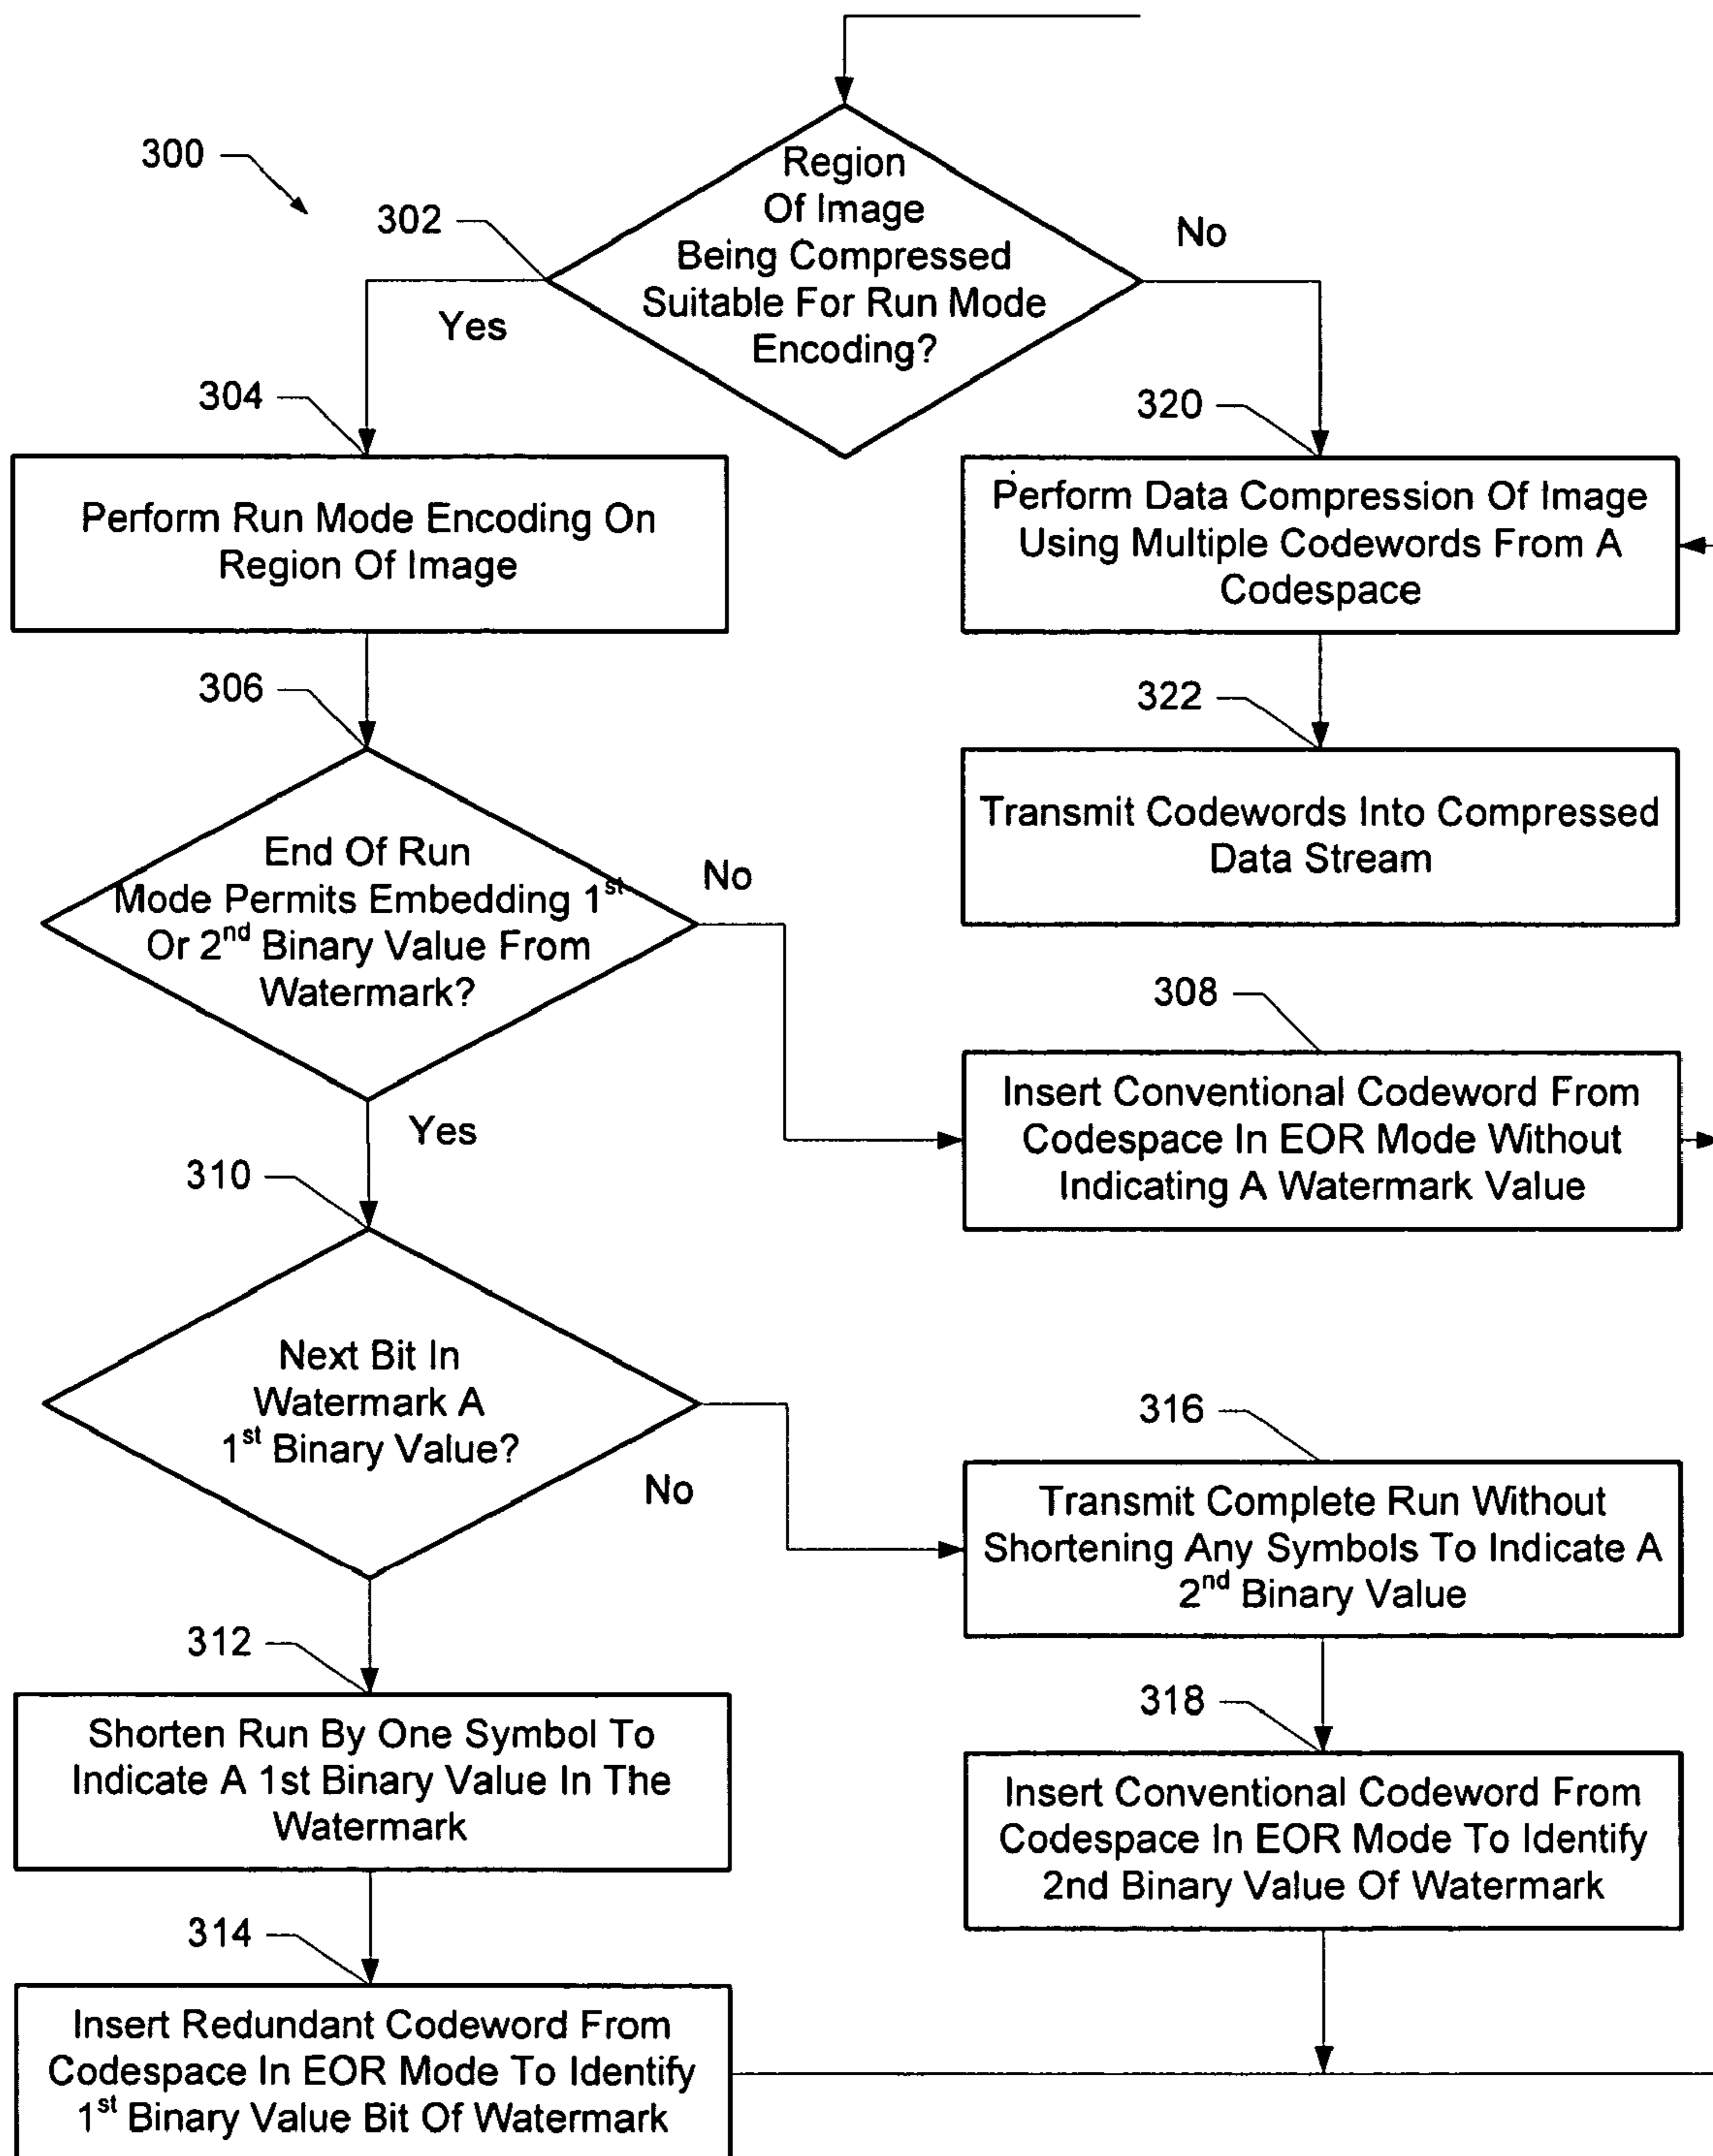 300
302
Region
Of Image
Being Compressed
Suitable For Run Mode
Encoding?
No
Yes
304
Perform Run Mode Encoding On
Region Of Image
320
Perform Data Compression Of Image
Using Multiple Codewords From A
Codespace
306
End Of Run
Mode Permits Embedding 1st
Or 2nd Binary Value From
Watermark?
No
Yes
322
Transmit Codewords Into Compressed
Data Stream
308
Insert Conventional Codeword From
Codespace In EOR Mode Without
Indicating A Watermark Value
310
Next Bit In
Watermark A
1st Binary Value?
No
316
Transmit Complete Run Without
Shortening Any Symbols To Indicate A
2nd Binary Value
312
Shorten Run By One Symbol To
Indicate A 1st Binary Value In The
Watermark
318
Insert Conventional Codeword From
Codespace In EOR Mode To Identify
2nd Binary Value Of Watermark
314
Insert Redundant Codeword From
Codespace In EOR Mode To Identify
1st Binary Value Bit Of Watermark